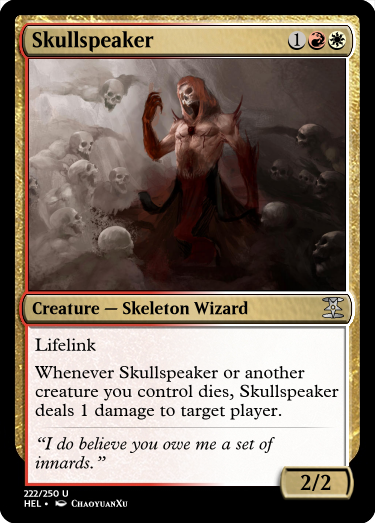 Skullspeaker 1
Creature — Skeleton Wizard
Lifelink
Whenever Skullspeaker or another
creature you control dies, Skullspeaker
deals 1 damage to target player.
“I do believe you owe me a set of
innards.”
2/2
222/250 U
HEL • ChaoyuanXu